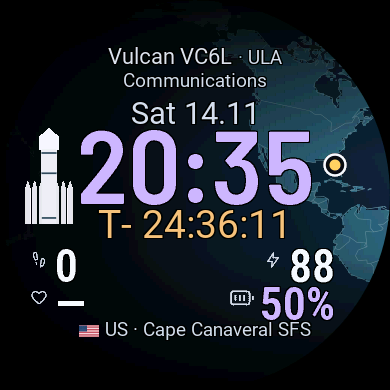 Vulcan VC6L · ULA
Communications
Sat 14.11
20:35
T- 24:36:11
0 88
— 50%
US · Cape Canaveral SFS